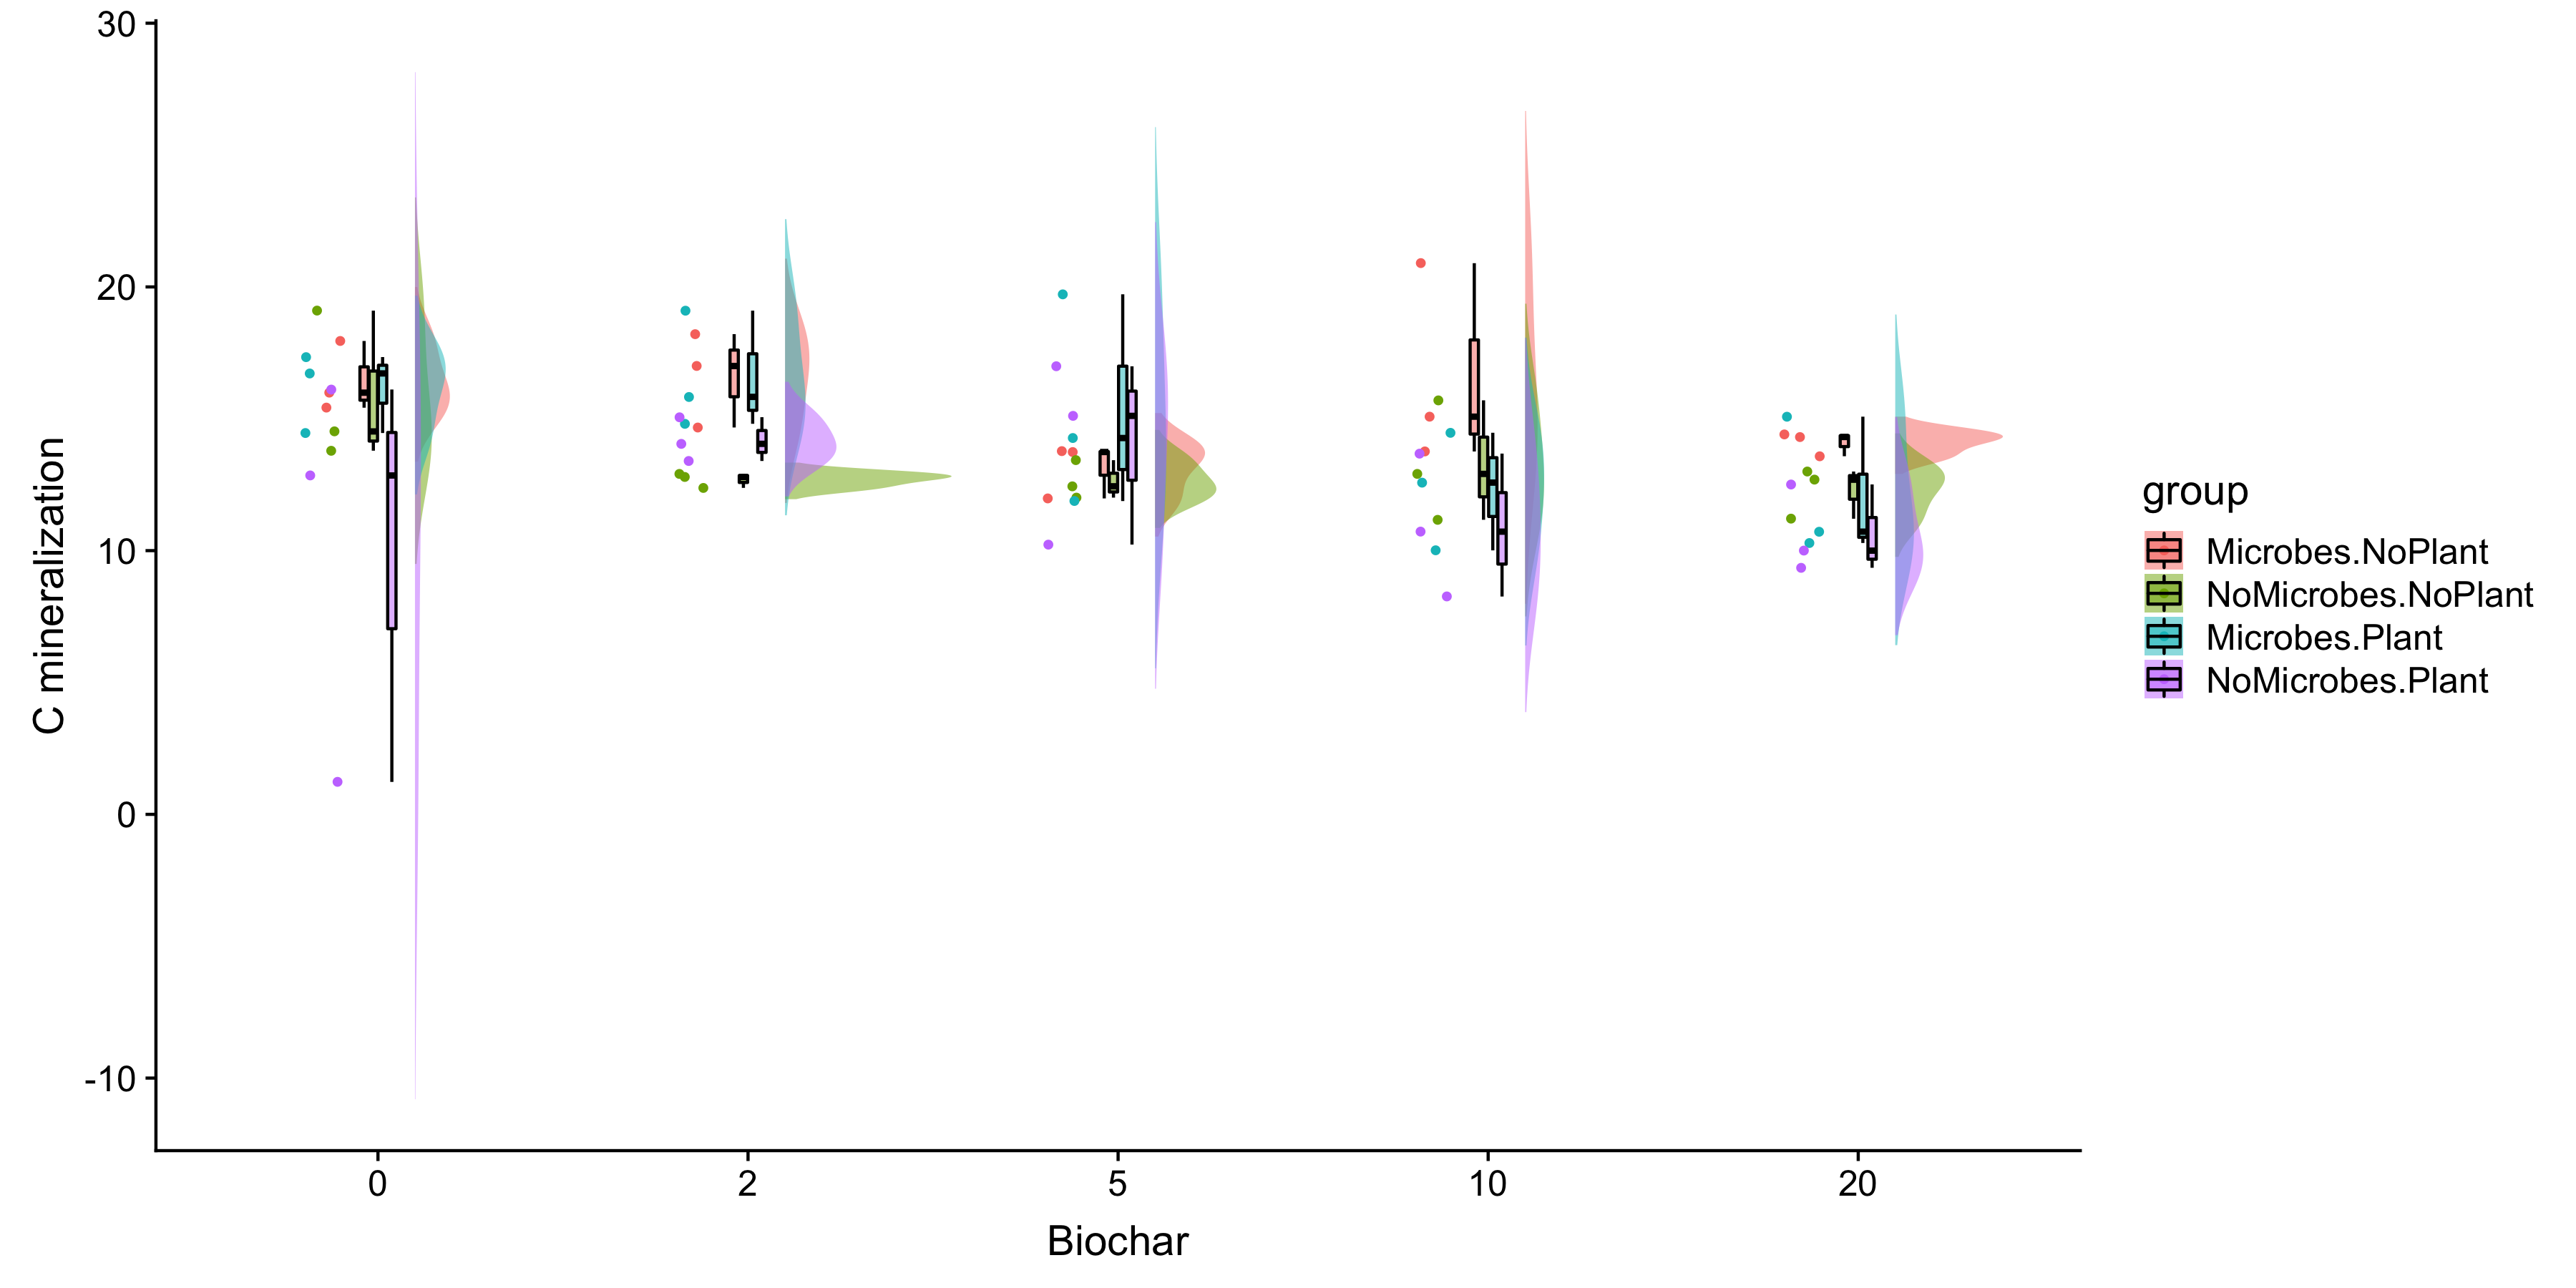 30
20
10
0
-10
C mineralization
0 2 5 10 20
Biochar
group
Microbes.NoPlant
NoMicrobes.NoPlant
Microbes.Plant
NoMicrobes.Plant